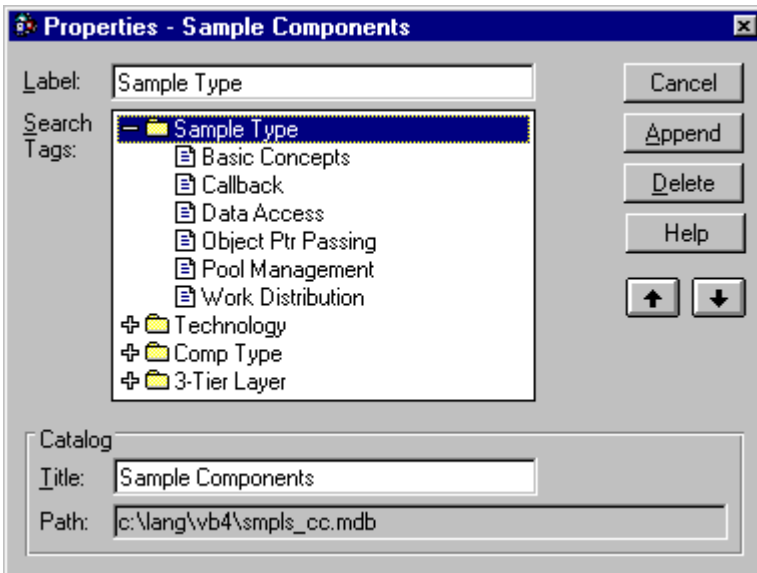 Properties - Sample Components
Label: Sample Type
Cancel
Search Tags:
Sample Type
Basic Concepts
Callback
Data Access
Object Ptr Passing
Pool Management
Work Distribution
Technology
Comp Type
3-Tier Layer
Append
Delete
Help
Catalog
Title: Sample Components
Path: c:\lang\vb4\smpls_cc.mdb